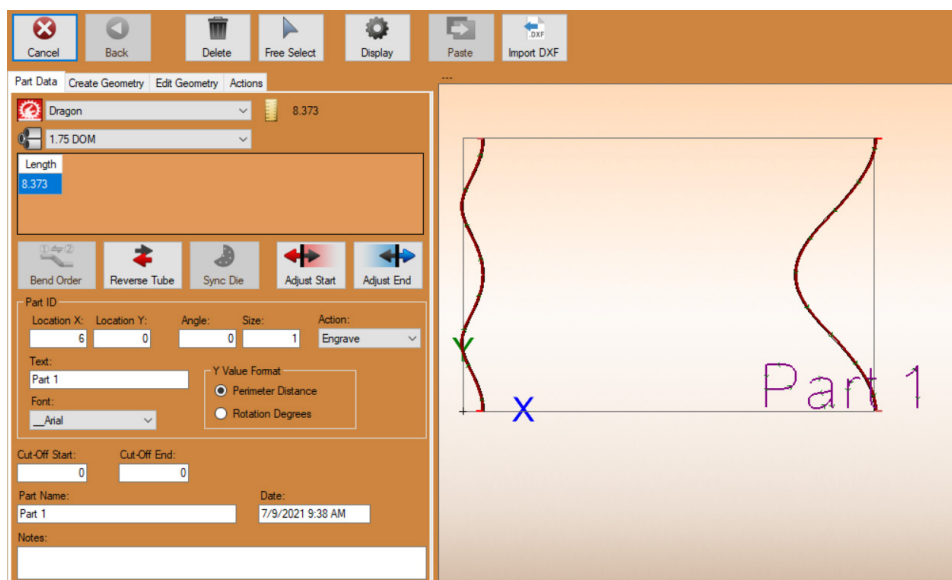 Cancel
Back
Delete
Free Select
Display
Paste
.DXF
Import DXF
Part Data
Create Geometry
Edit Geometry
Actions
...
Dragon
8.373
1.75 DOM
Length
8.373
Bend Order
Reverse Tube
Sync Die
Adjust Start
Adjust End
Part ID
Location X:
Location Y:
Angle:
Size:
Action:
6
0
0
1
Engrave
Text:
Part 1
Y Value Format
Perimeter Distance
Rotation Degrees
Font:
__Arial
Cut-Off Start:
Cut-Off End:
0
0
Part Name:
Date:
Part 1
7/9/2021 9:38 AM
Notes:
Y
X
Part 1